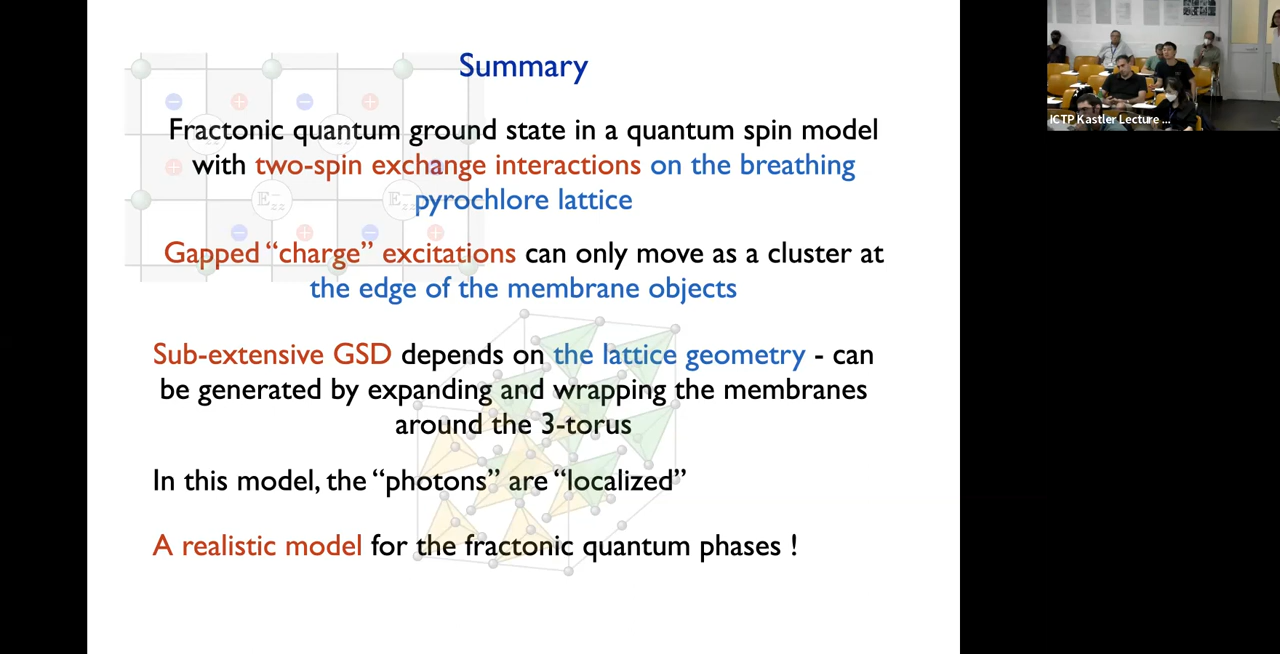 Summary
Fractonic quantum ground state in a quantum spin model
with two-spin exchange interactions on the breathing
pyrochlore lattice
Gapped “charge” excitations can only move as a cluster at
the edge of the membrane objects
Sub-extensive GSD depends on the lattice geometry - can
be generated by expanding and wrapping the membranes
around the 3-torus
In this model, the “photons” are “localized”
A realistic model for the fractonic quantum phases !
ICTP Kastler Lecture ...